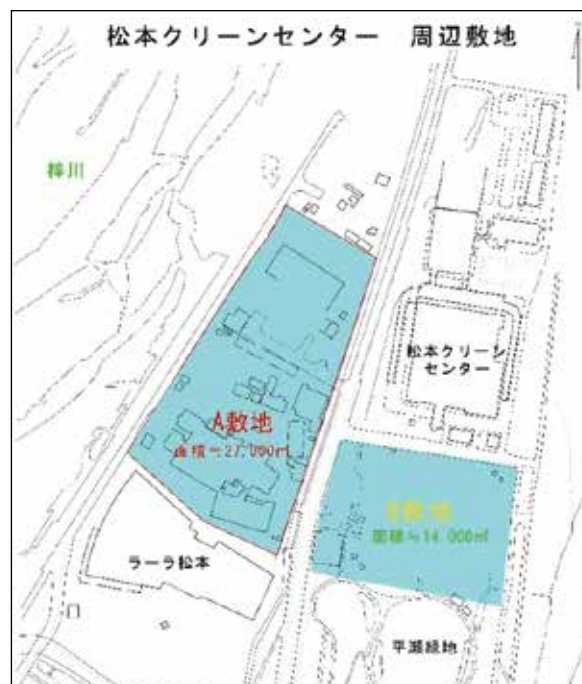 松本クリーンセンター　周辺敷地
梓川
松本クリーン
センター
A敷地
面積≒27,000㎡
B敷地
面積≒14,000㎡
ラーラ松本
平瀬緑地